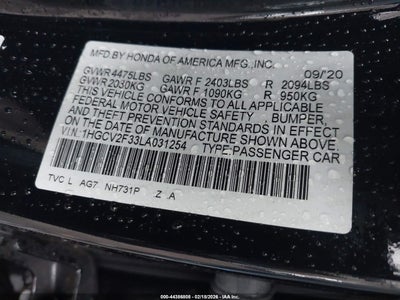 MFD.BY HONDA OF AMERICA MFG.,INC. 09/20
GVWR 4475LBS GAWR F 2403LBS R 2094LBS
GVWR 2030KG GAWR F 1090KG R 950KG
THIS VEHICLE CONFORMS TO ALL APPLICABLE
FEDERAL MOTOR VEHICLE SAFETY, BUMPER,
AND THEFT PREVENTION STANDARDS IN EFFECT
ON THE DATE OF MANUFACTURE SHOWN ABOVE.
VIN:1HGCV2F33LA031254 TYPE:PASSENGER CAR
TVC L AG7 NH731P Z A
000-44388808 - 02/18/2026 - IAAI.COM